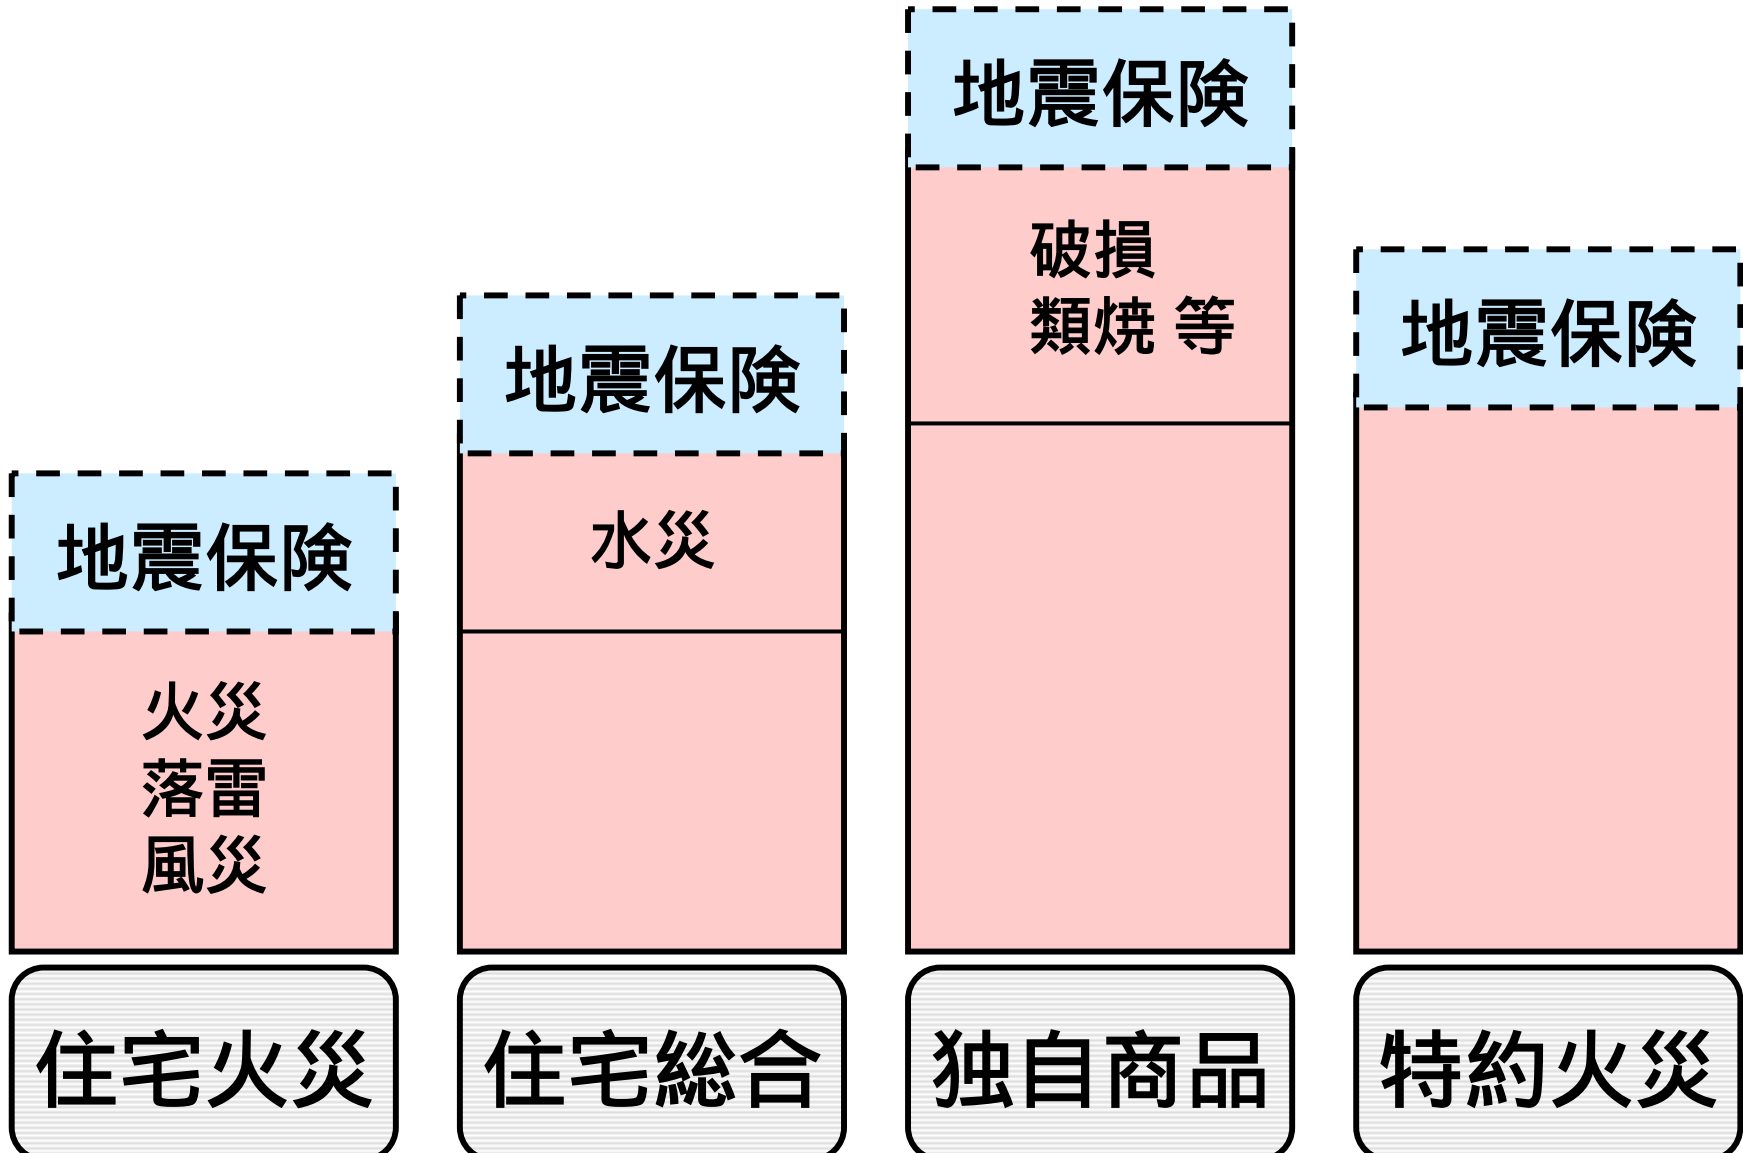 地震保険
火災
落雷
風災
住宅火災
地震保険
水災
住宅総合
地震保険
破損
類焼 等
独自商品
地震保険
特約火災